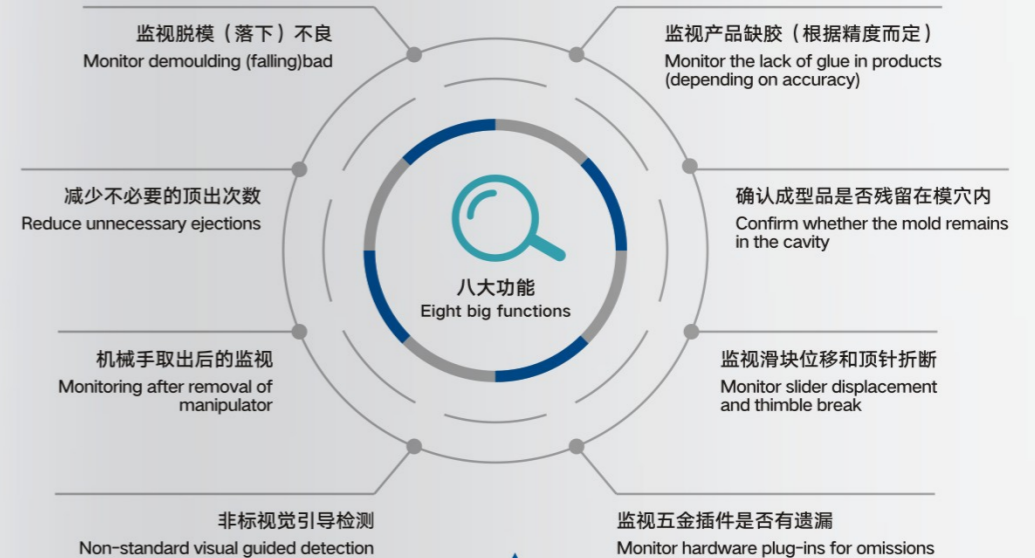 监视脱模（落下）不良
Monitor demoulding (falling)bad
监视产品缺胶（根据精度而定）
Monitor the lack of glue in products
(depending on accuracy)
减少不必要的顶出次数
Reduce unnecessary ejections
确认成型品是否残留在模穴内
Confirm whether the mold remains
in the cavity
八大功能
Eight big functions
机械手取出后的监视
Monitoring after removal of
manipulator
监视滑块位移和顶针折断
Monitor slider displacement
and thimble break
非标视觉引导检测
Non-standard visual guided detection
监视五金插件是否有遗漏
Monitor hardware plug-ins for omissions